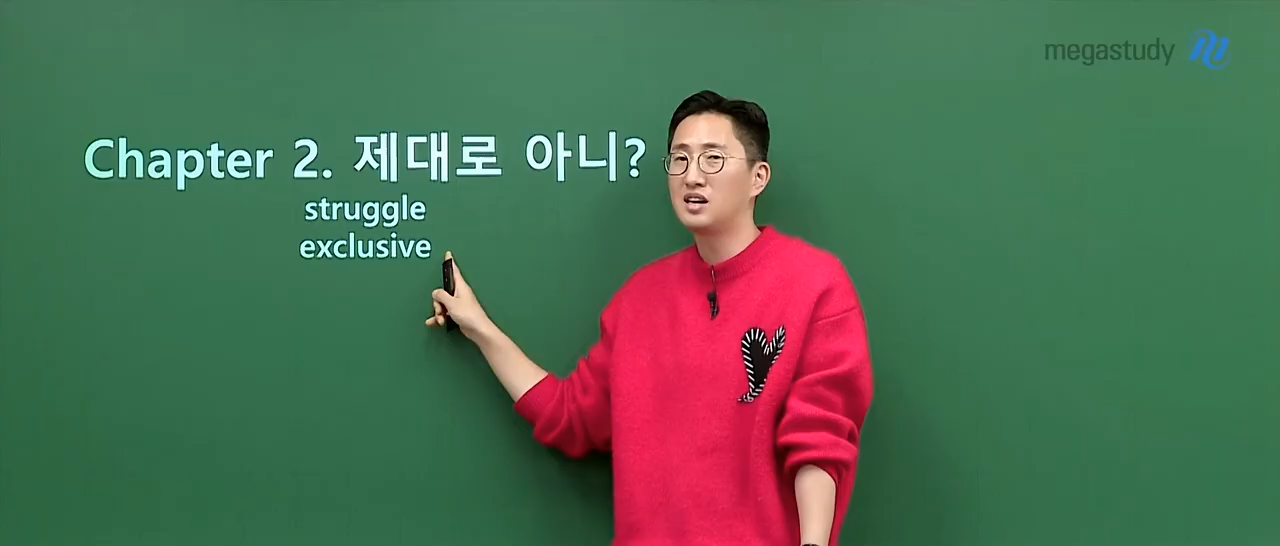 megastudy
Chapter 2. 제대로 아니?
struggle
exclusive